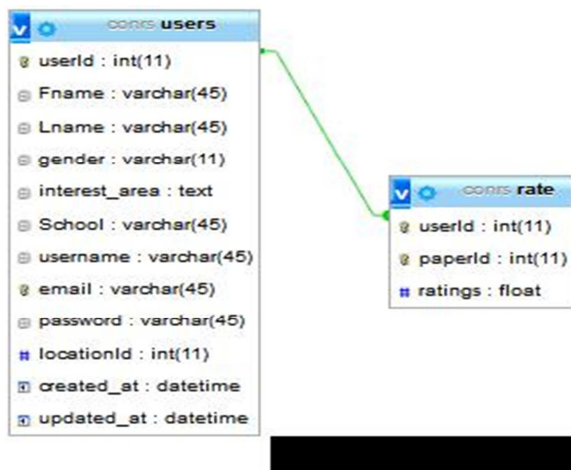 conrs users
userId : int(11)
Fname : varchar(45)
Lname : varchar(45)
gender : varchar(11)
interest_area : text
School : varchar(45)
username : varchar(45)
email : varchar(45)
password : varchar(45)
locationId : int(11)
created_at : datetime
updated_at : datetime
conrs rate
userId : int(11)
paperId : int(11)
ratings : float